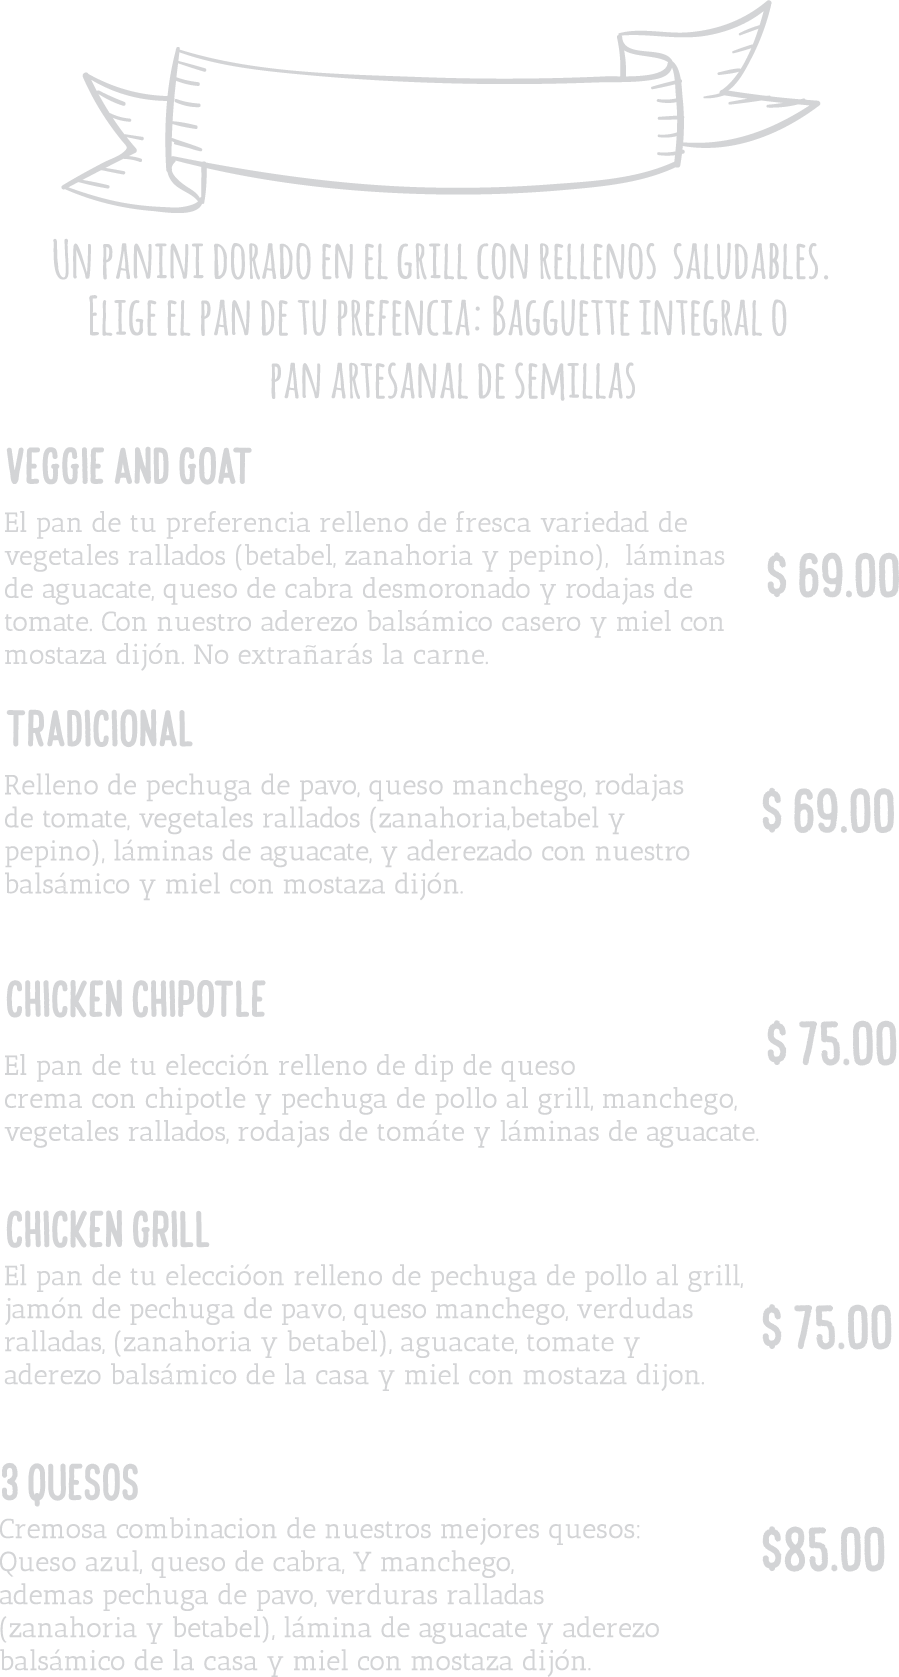 Un panini dorado en el grill con rellenos saludables.
Elige el pan de tu prefencia: Bagguette integral o
pan artesanal de semillas
VEGGIE AND GOAT
El pan de tu preferencia relleno de fresca variedad de
vegetales rallados (betabel, zanahoria y pepino), láminas
de aguacate, queso de cabra desmoronado y rodajas de
tomate. Con nuestro aderezo balsámico casero y miel con
mostaza dijón. No extrañarás la carne.
$ 69.00
TRADICIONAL
Relleno de pechuga de pavo, queso manchego, rodajas
de tomate, vegetales rallados (zanahoria,betabel y
pepino), láminas de aguacate, y aderezado con nuestro
balsámico y miel con mostaza dijón.
$ 69.00
CHICKEN CHIPOTLE
El pan de tu elección relleno de dip de queso
crema con chipotle y pechuga de pollo al grill, manchego,
vegetales rallados, rodajas de tomáte y láminas de aguacate.
$ 75.00
CHICKEN GRILL
El pan de tu eleccióon relleno de pechuga de pollo al grill,
jamón de pechuga de pavo, queso manchego, verdudas
ralladas, (zanahoria y betabel), aguacate, tomate y
aderezo balsámico de la casa y miel con mostaza dijon.
$ 75.00
3 QUESOS
Cremosa combinacion de nuestros mejores quesos:
Queso azul, queso de cabra, Y manchego,
ademas pechuga de pavo, verduras ralladas
(zanahoria y betabel), lámina de aguacate y aderezo
balsámico de la casa y miel con mostaza dijón.
$85.00